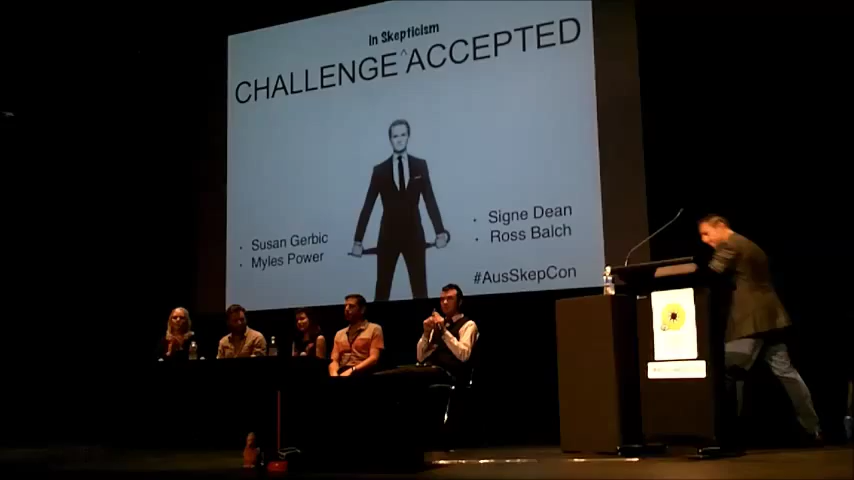 in Skepticism
CHALLENGE ^ ACCEPTED
• Susan Gerbic
• Myles Power
• Signe Dean
• Ross Balch
#AusSkepCon